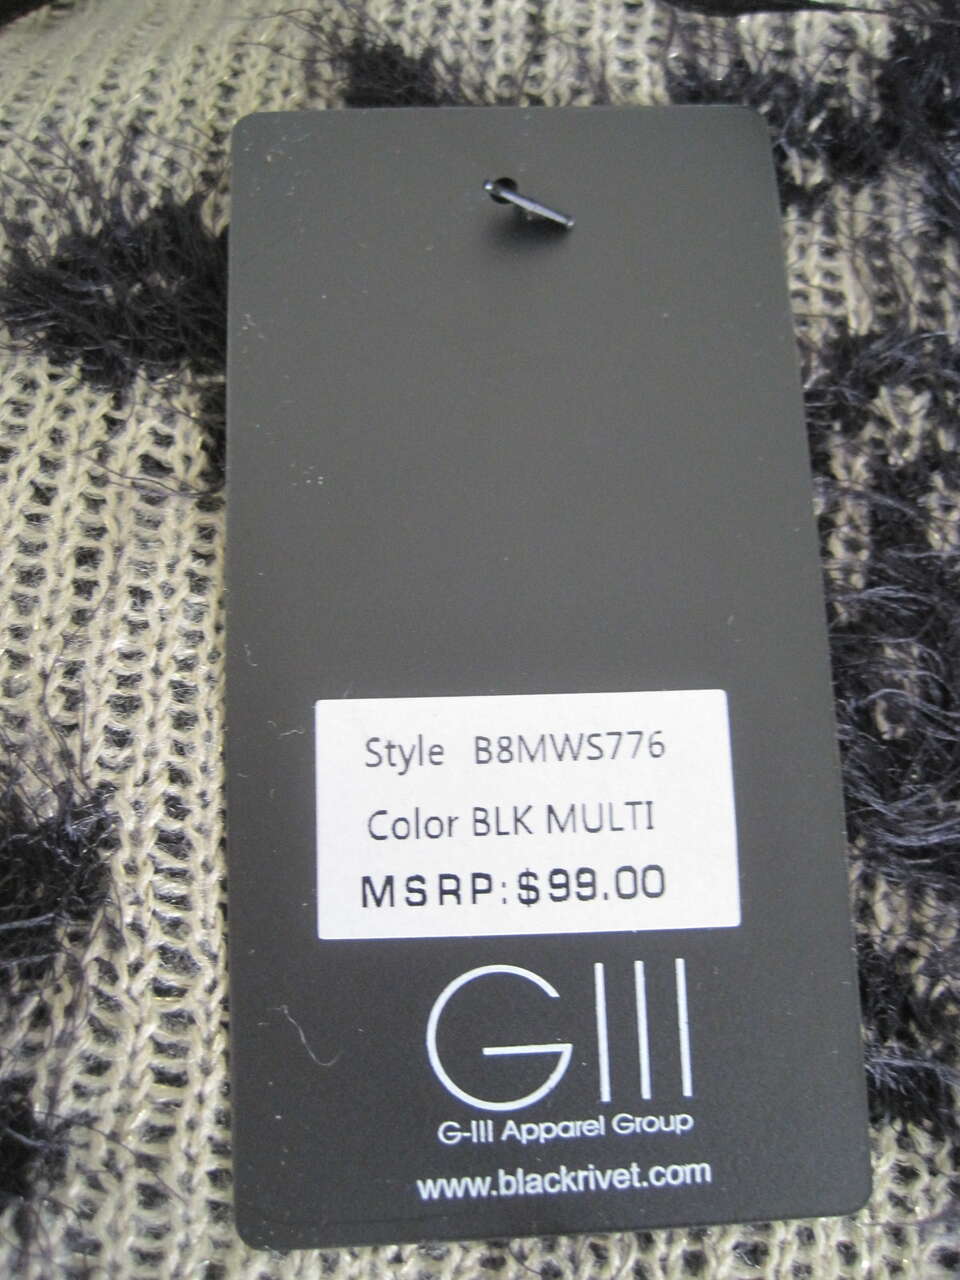 Style B8MWS776
Color BLK MULTI
MSRP:$99.00
GIII
G-III Apparel Group
www.blackrivet.com